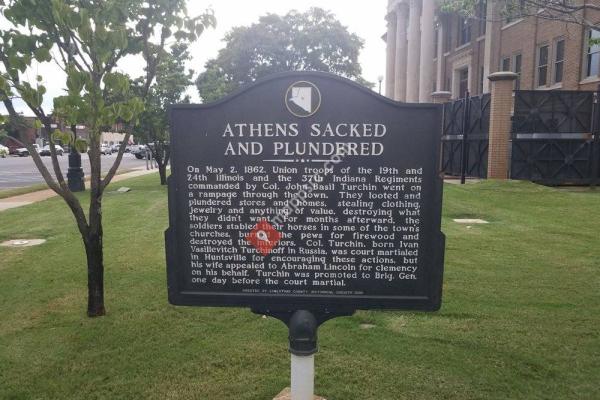 ATHENS SACKED
AND PLUNDERED
On May 2, 1862, Union troops of the 19th and
24th Illinois and the 37th Indiana Regiments
commanded by Col. John Basil Turchin went on
a rampage through the town. They looted and
plundered stores and homes, stealing clothing,
jewelry and anything of value, destroying what
they didn't want. For months afterward, the
soldiers stabled horses in some of the town's
churches, the pews for firewood and
destroyed the interiors. Col. Turchin, born Ivan
Vasilievitch Turchinoff in Russia, was court martialed
in Huntsville for encouraging these actions, but
his wife appealed to Abraham Lincoln for clemency
on his behalf. Turchin was promoted to Brig. Gen.
one day before the court martial.
LIMESTONE COUNTY HISTORICAL SOCIETY